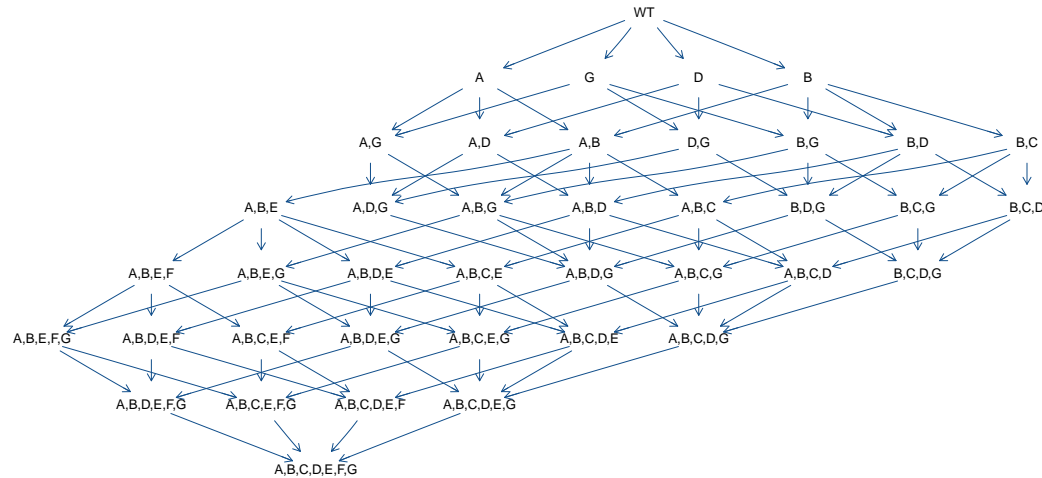 WT
A G D B
A,G A,D A,B D,G B,G B,D B,C
A,B,E A,D,G A,B,G A,B,D A,B,C B,D,G B,C,G B,C,D
A,B,E,F A,B,E,G A,B,D,E A,B,C,E A,B,D,G A,B,C,G A,B,C,D B,C,D,G
A,B,E,F,G A,B,D,E,F A,B,C,E,F A,B,D,E,G A,B,C,E,G A,B,C,D,E A,B,C,D,G
A,B,D,E,F,G A,B,C,E,F,G A,B,C,D,E,F A,B,C,D,E,G
A,B,C,D,E,F,G